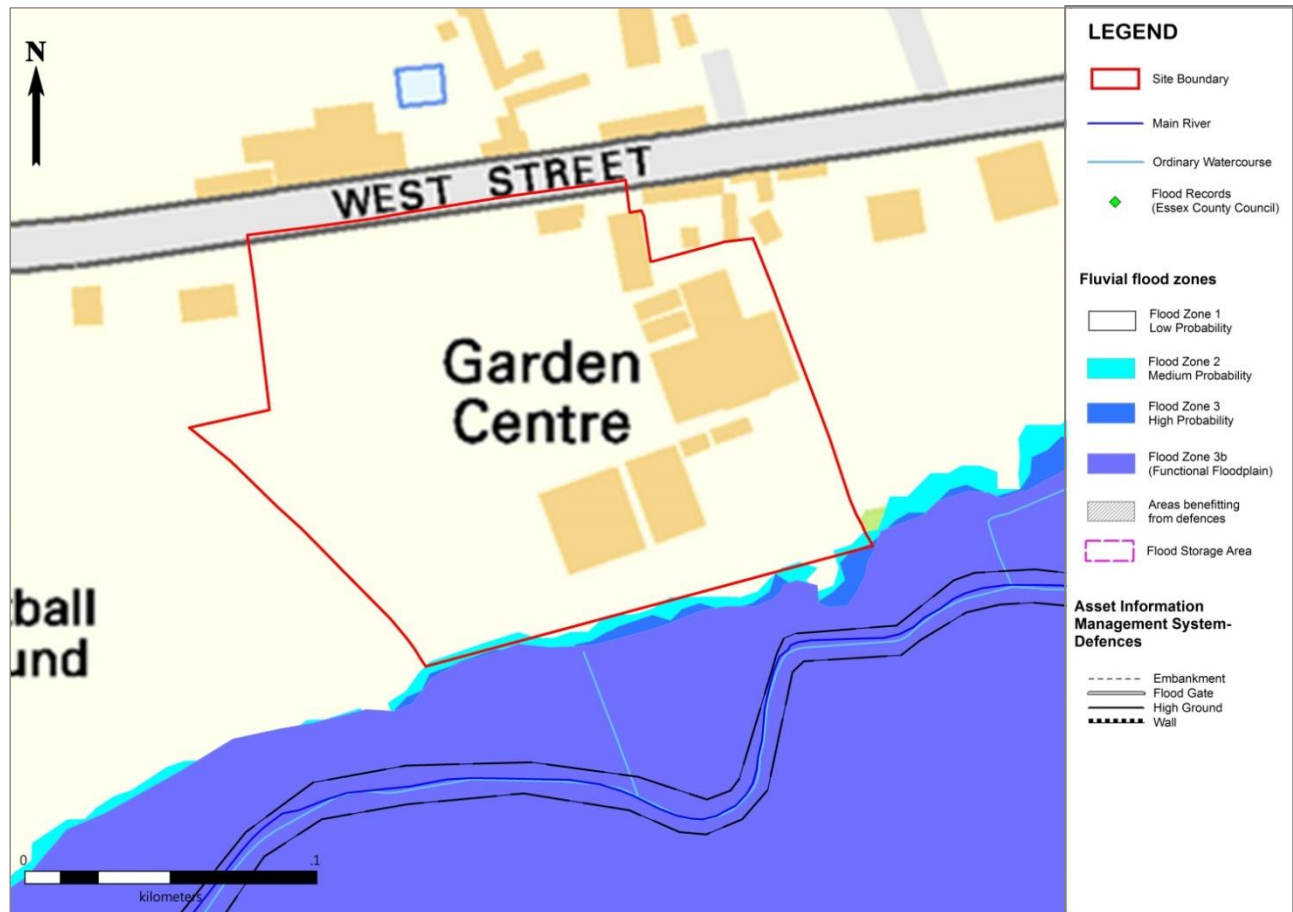 N
WEST STREET
Garden
Centre
tball
und
0 .1
kilometers
LEGEND
Site Boundary
Main River
Ordinary Watercourse
Flood Records
(Essex County Council)
Fluvial flood zones
Flood Zone 1
Low Probability
Flood Zone 2
Medium Probability
Flood Zone 3
High Probability
Flood Zone 3b
(Functional Floodplain)
Areas benefitting
from defences
Flood Storage Area
Asset Information
Management System-
Defences
Embankment
Flood Gate
High Ground
Wall